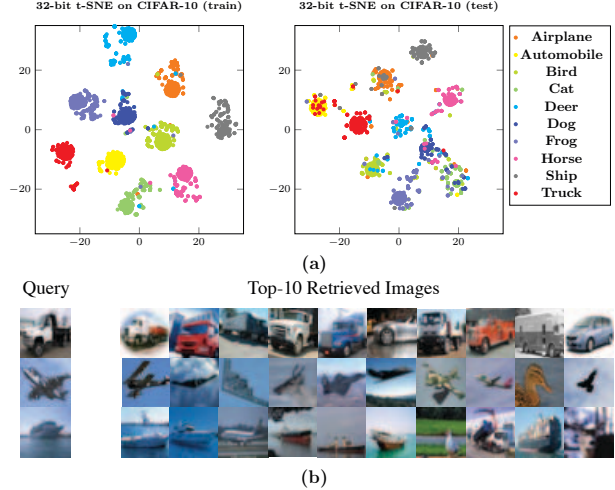 32-bit t-SNE on CIFAR-10 (train)
32-bit t-SNE on CIFAR-10 (test)
20
0
−20
−20
0
20
20
0
−20
−20
0
20
Airplane
Automobile
Bird
Cat
Deer
Dog
Frog
Horse
Ship
Truck
(a)
Query
Top-10 Retrieved Images
(b)